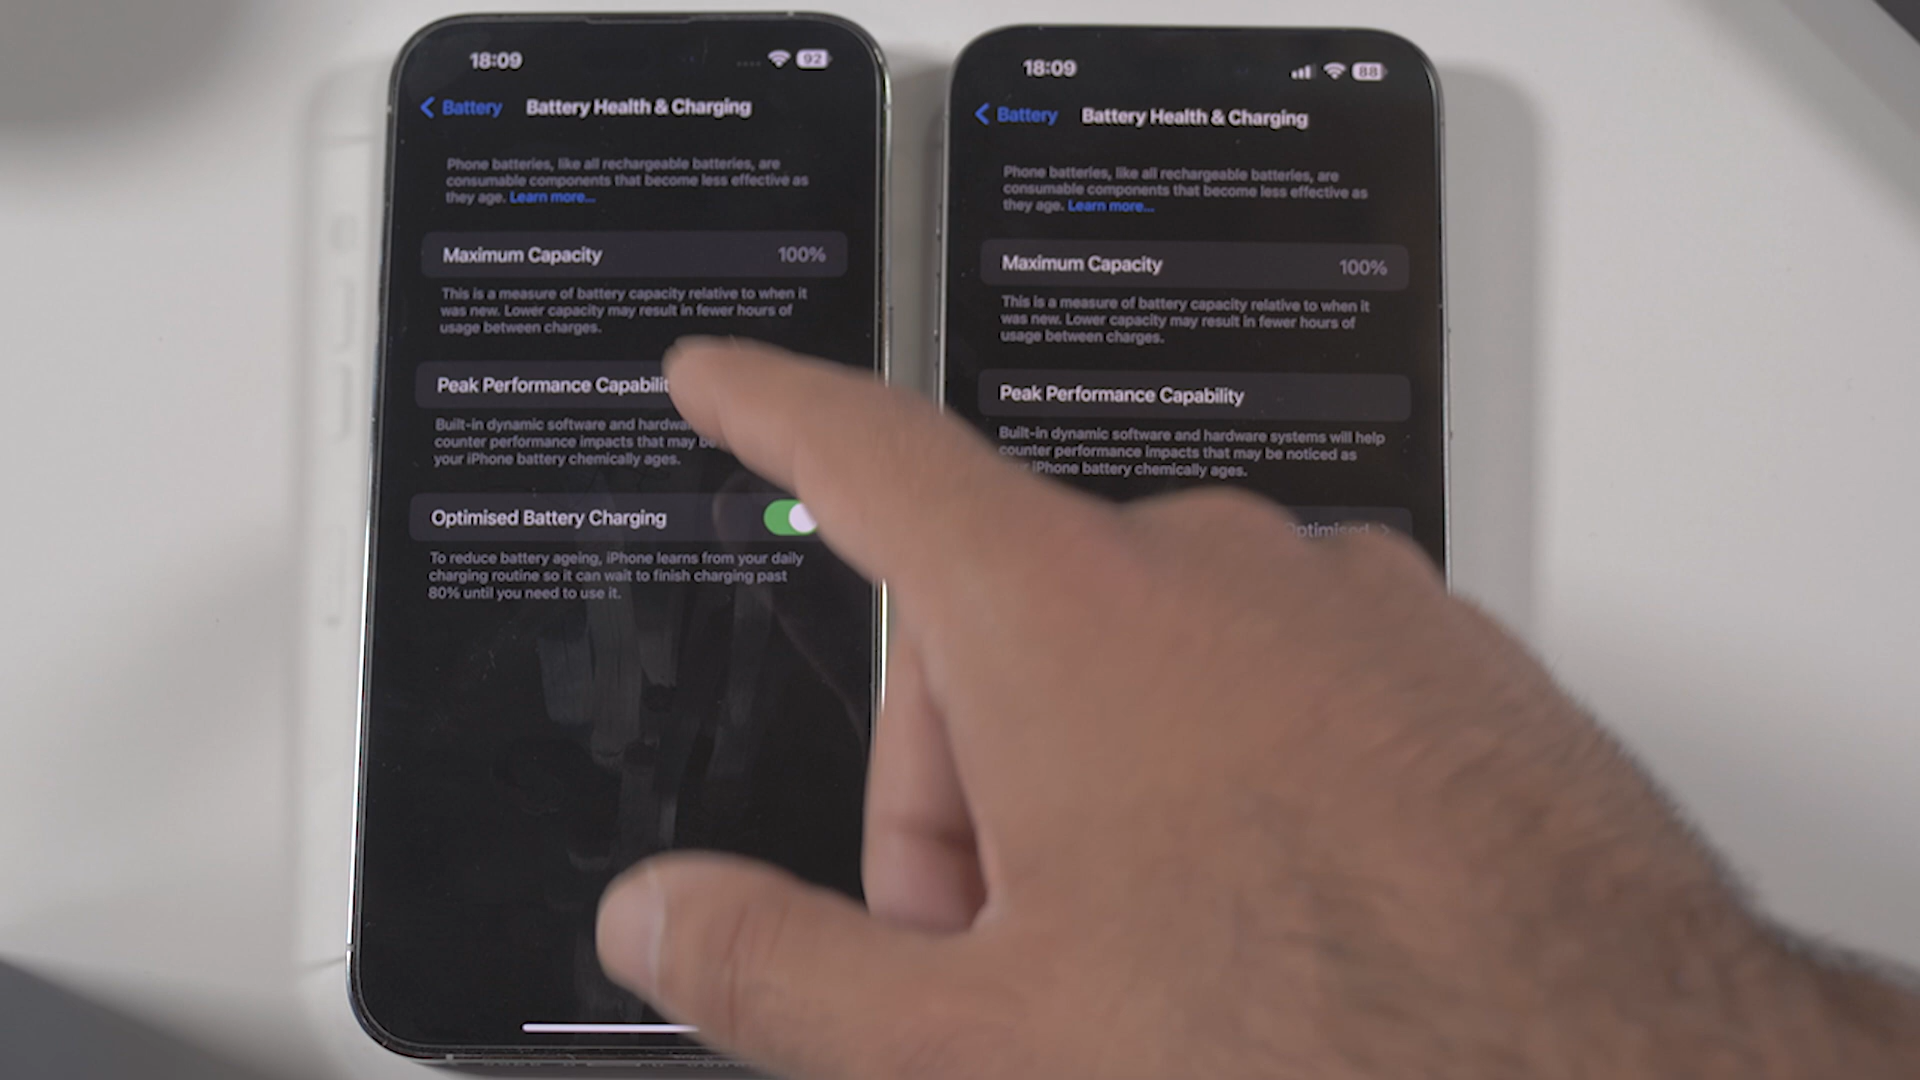 18:09
92
Battery
Battery Health & Charging
Phone batteries, like all rechargeable batteries, are
consumable components that become less effective as
they age. Learn more...
Maximum Capacity
100%
This is a measure of battery capacity relative to when it
was new. Lower capacity may result in fewer hours of
usage between charges.
Peak Performance Capabilit
Built-in dynamic software and hardwar
counter performance impacts that may be
your iPhone battery chemically ages.
Optimised Battery Charging
To reduce battery ageing, iPhone learns from your daily
charging routine so it can wait to finish charging past
80% until you need to use it.
18:09
88
Battery
Battery Health & Charging
Phone batteries, like all rechargeable batteries, are
consumable components that become less effective as
they age. Learn more...
Maximum Capacity
100%
This is a measure of battery capacity relative to when it
was new. Lower capacity may result in fewer hours of
usage between charges.
Peak Performance Capability
Built-in dynamic software and hardware systems will help
counter performance impacts that may be noticed as
your iPhone battery chemically ages.
Optimised